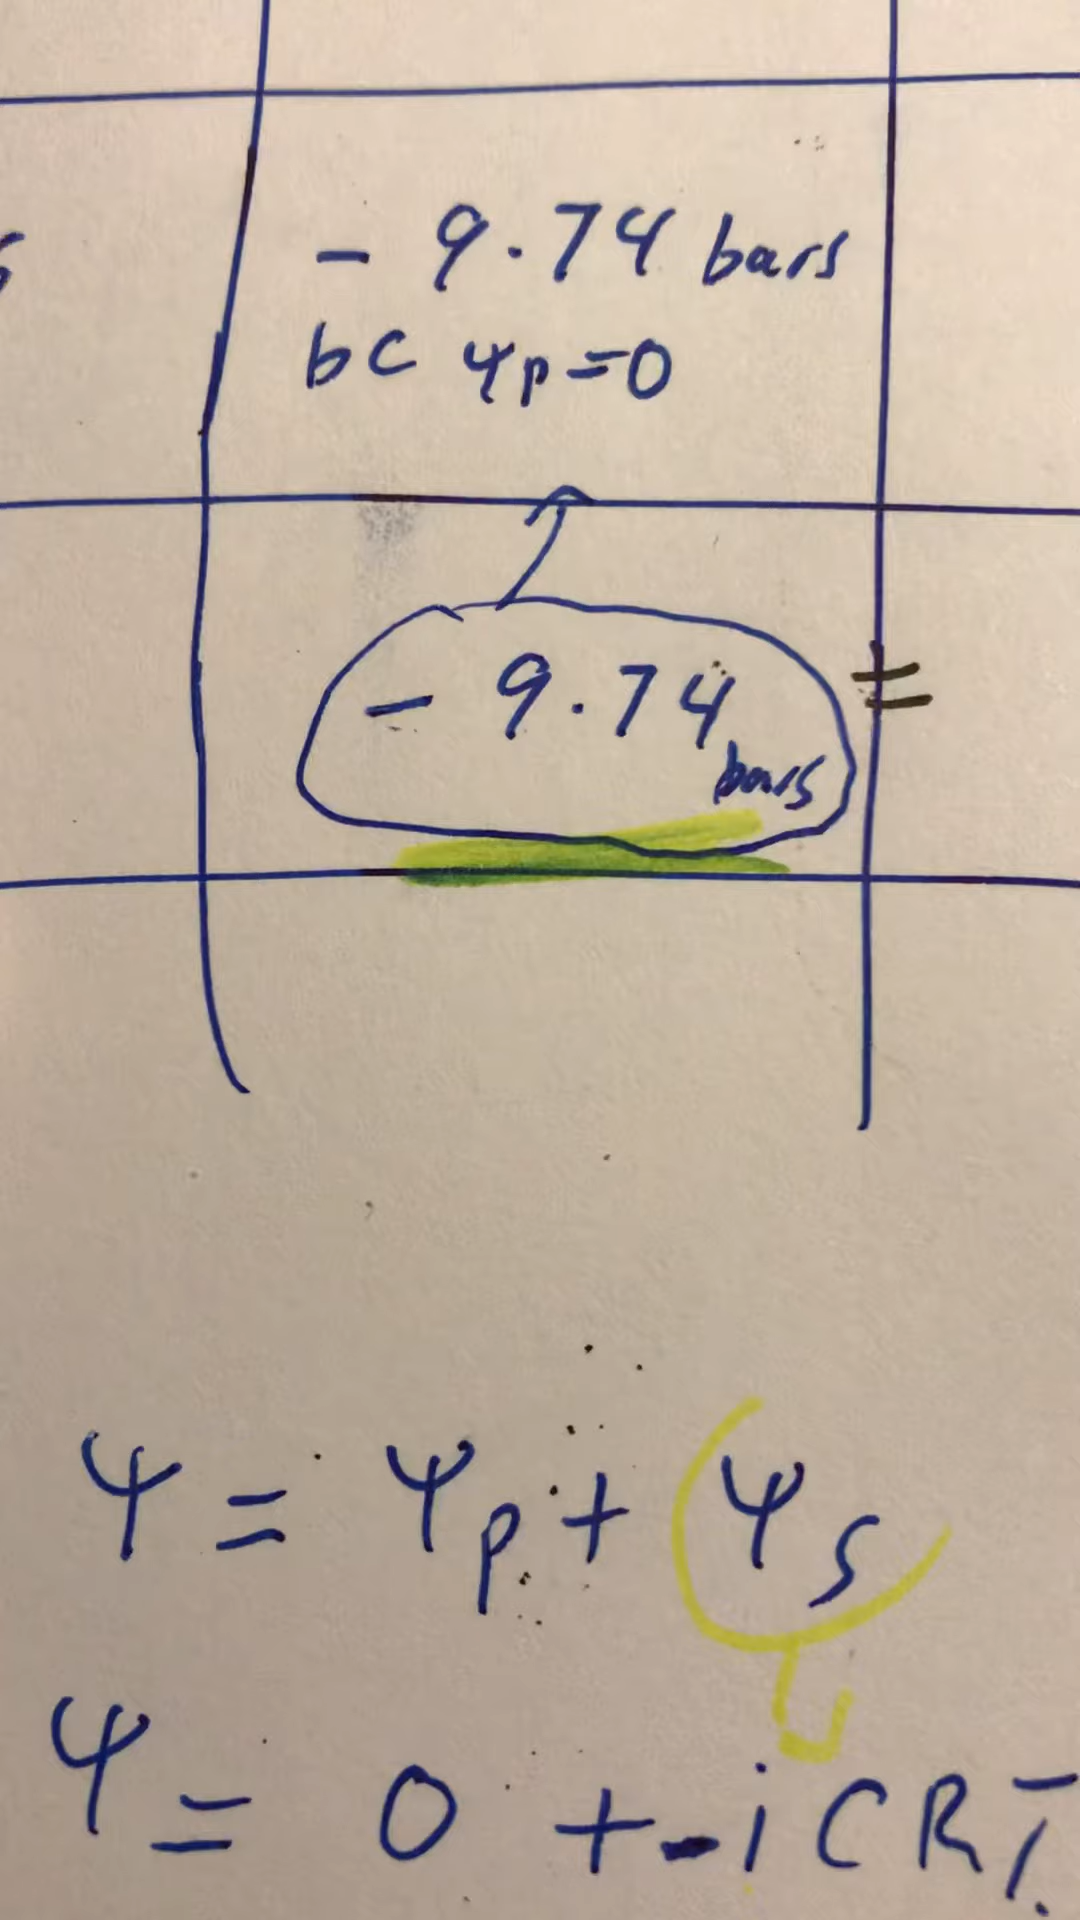 - 9.74 bars
bc Ψp=0
- 9.74
bars
=
Ψ = Ψp + Ψs
Ψ = 0 + -iCRT